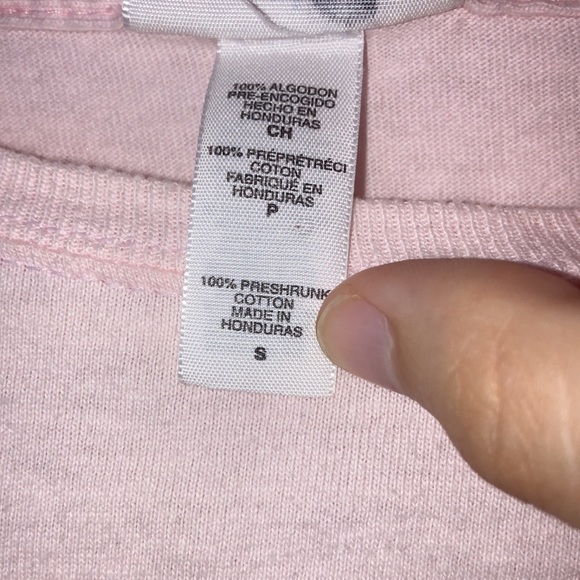 100% ALGODON
PRE-ENCOGIDO
HECHO EN
HONDURAS
CH
100% PRÉPRÉTRÉCI
COTON
FABRIQUÉ EN
HONDURAS
P
100% PRESHRUNK
COTTON
MADE IN
HONDURAS
S